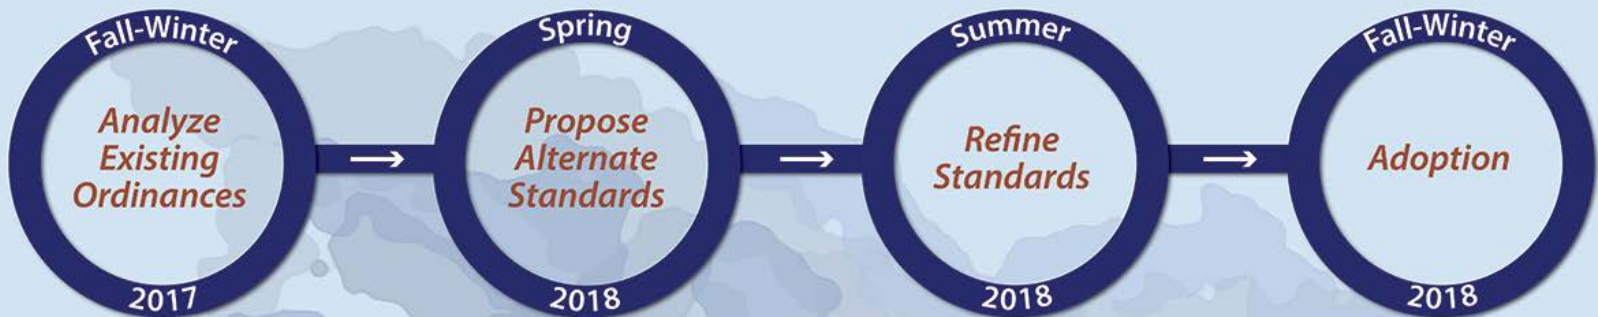 Fall-Winter
Analyze
Existing
Ordinances
2017
Spring
Propose
Alternate
Standards
2018
Summer
Refine
Standards
2018
Fall-Winter
Adoption
2018